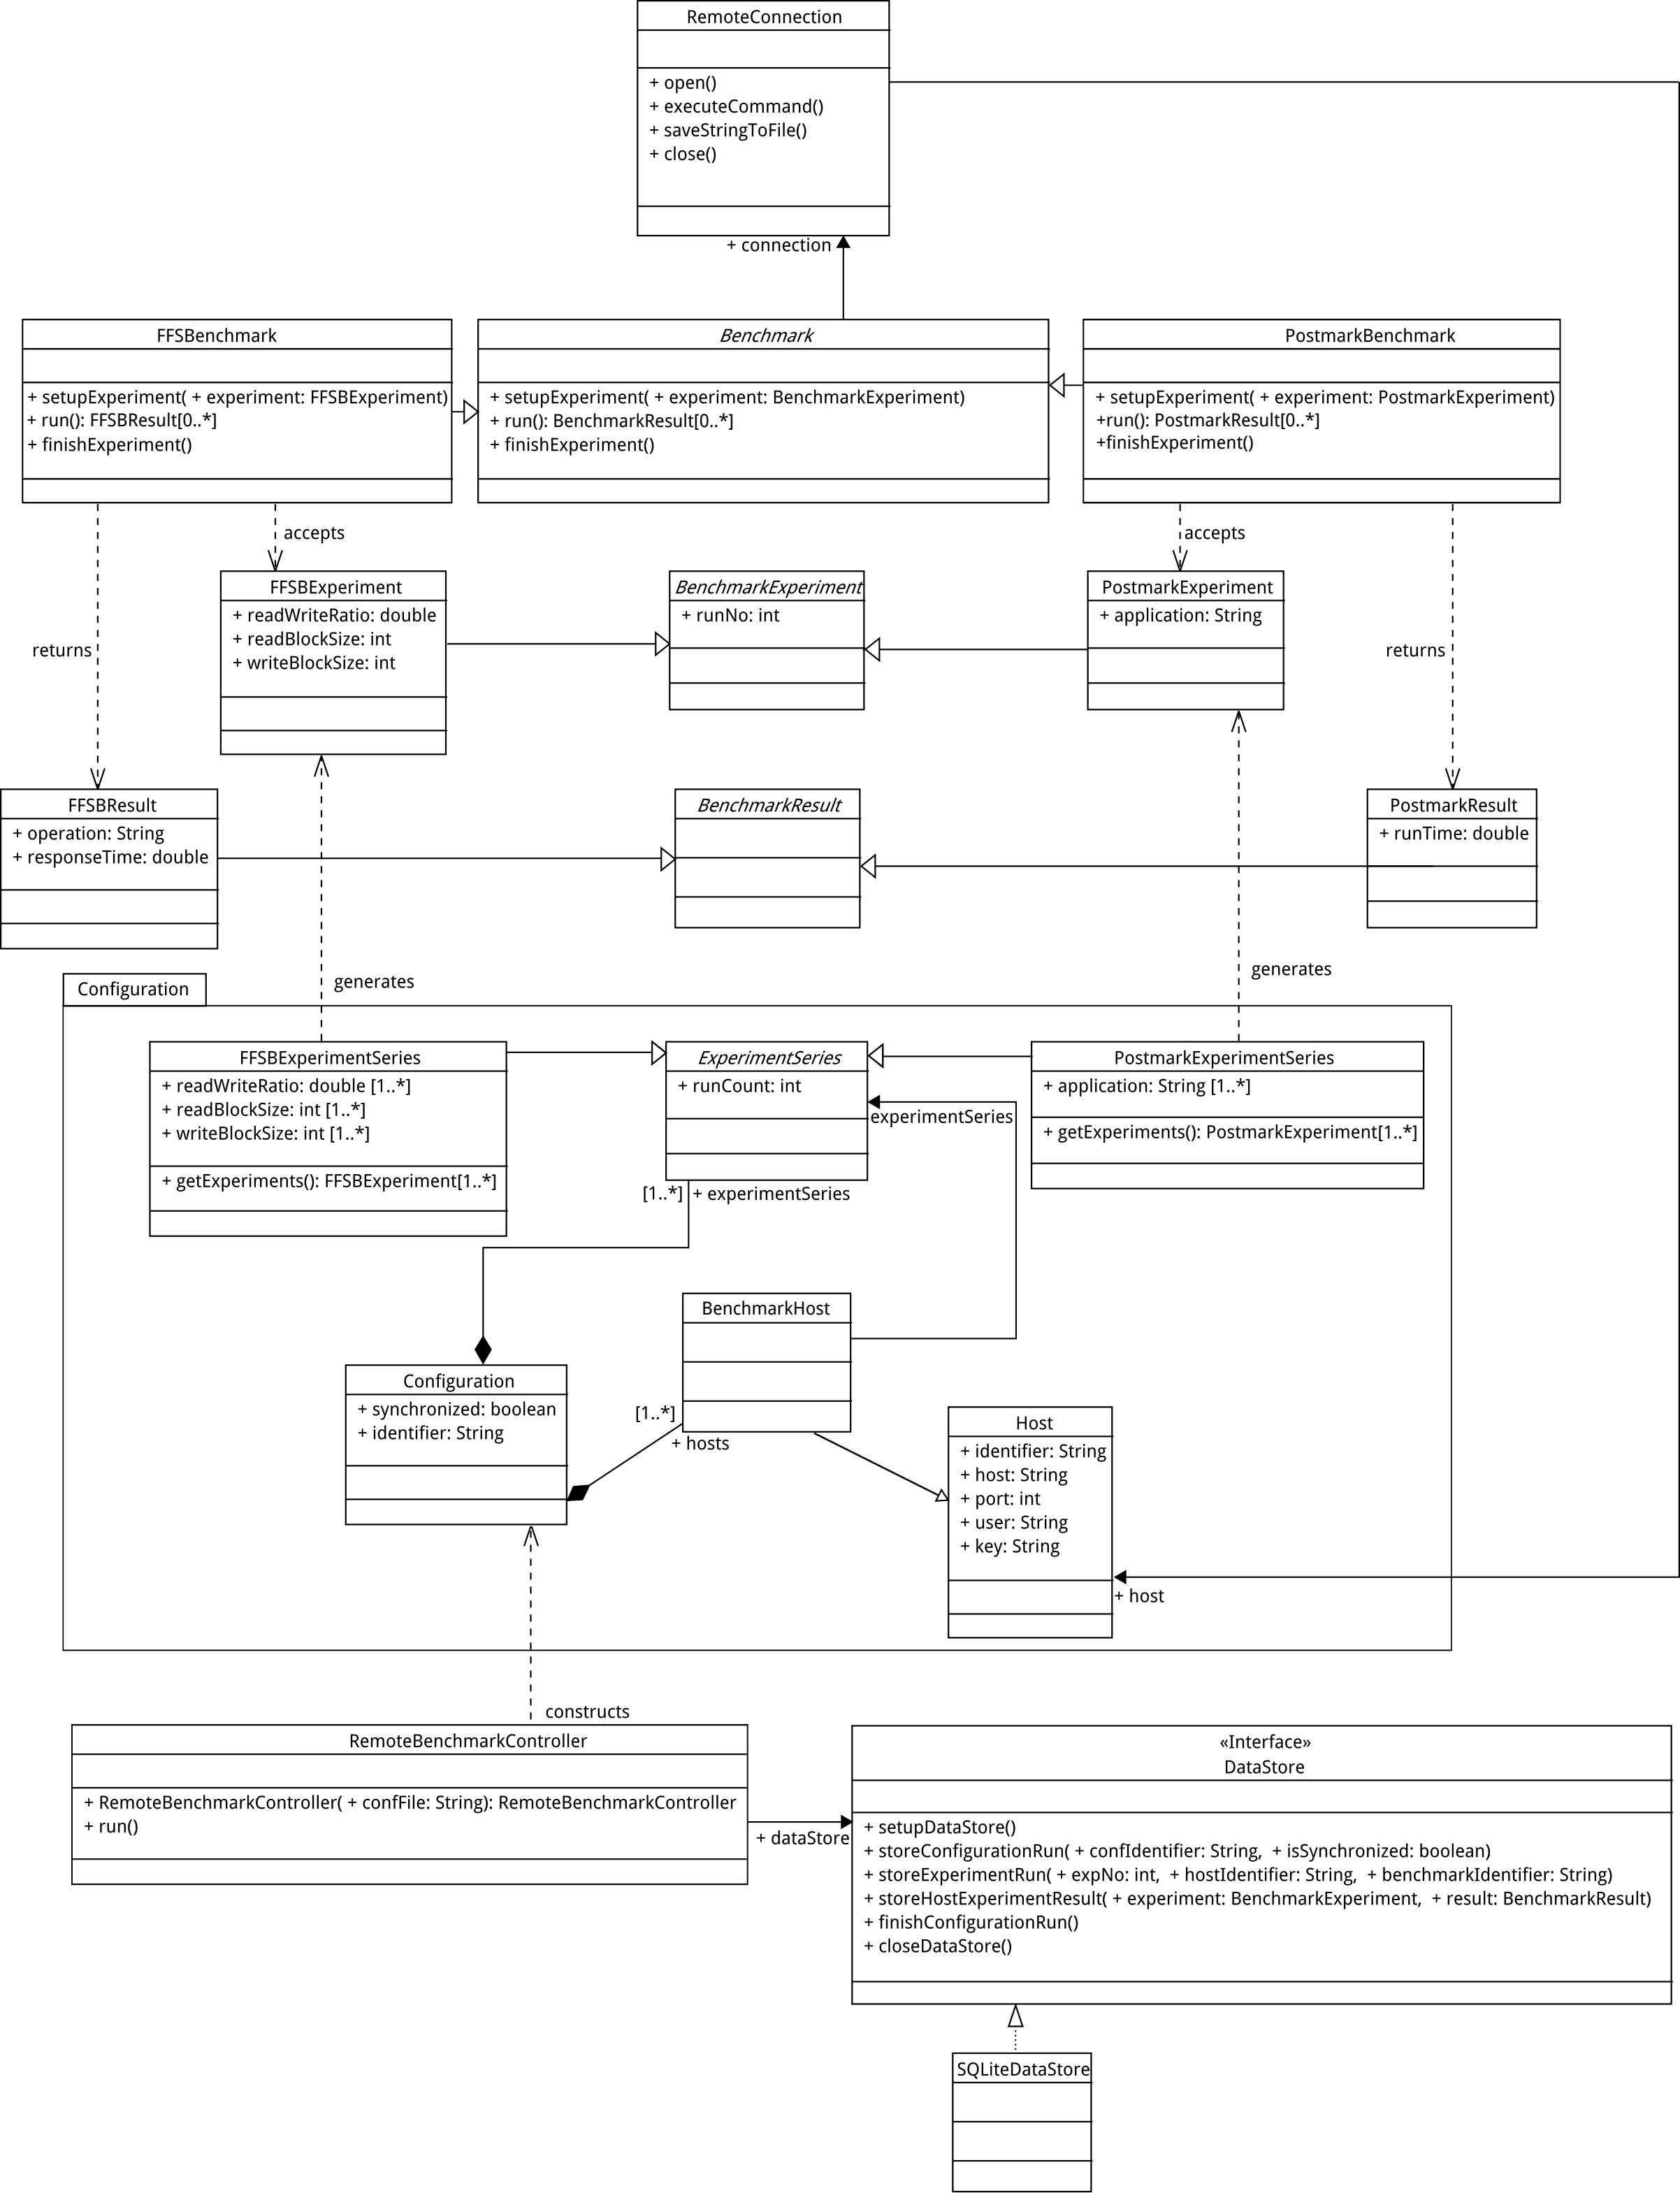 RemoteConnection
+ open()
+ executeCommand()
+ saveStringToFile()
+ close()
+ connection
FFSBenchmark
+ setupExperiment( + experiment: FFSBExperiment)
+ run(): FFSBResult[0..*]
+ finishExperiment()
Benchmark
+ setupExperiment( + experiment: BenchmarkExperiment)
+ run(): BenchmarkResult[0..*]
+ finishExperiment()
PostmarkBenchmark
+ setupExperiment( + experiment: PostmarkExperiment)
+run(): PostmarkResult[0..*]
+finishExperiment()
accepts
accepts
returns
returns
FFSBExperiment
+ readWriteRatio: double
+ readBlockSize: int
+ writeBlockSize: int
BenchmarkExperiment
+ runNo: int
PostmarkExperiment
+ application: String
FFSBResult
+ operation: String
+ responseTime: double
BenchmarkResult
PostmarkResult
+ runTime: double
generates
generates
Configuration
FFSBExperimentSeries
+ readWriteRatio: double [1..*]
+ readBlockSize: int [1..*]
+ writeBlockSize: int [1..*]
+ getExperiments(): FFSBExperiment[1..*]
ExperimentSeries
+ runCount: int
experimentSeries
[1..*]
+ experimentSeries
PostmarkExperimentSeries
+ application: String [1..*]
+ getExperiments(): PostmarkExperiment[1..*]
BenchmarkHost
[1..*]
+ hosts
Configuration
+ synchronized: boolean
+ identifier: String
Host
+ identifier: String
+ host: String
+ port: int
+ user: String
+ key: String
+ host
constructs
RemoteBenchmarkController
+ RemoteBenchmarkController( + confFile: String): RemoteBenchmarkController
+ run()
+ dataStore
«Interface»
DataStore
+ setupDataStore()
+ storeConfigurationRun( + confIdentifier: String,  + isSynchronized: boolean)
+ storeExperimentRun( + expNo: int,  + hostIdentifier: String,  + benchmarkIdentifier: String)
+ storeHostExperimentResult( + experiment: BenchmarkExperiment,  + result: BenchmarkResult)
+ finishConfigurationRun()
+ closeDataStore()
SQLiteDataStore